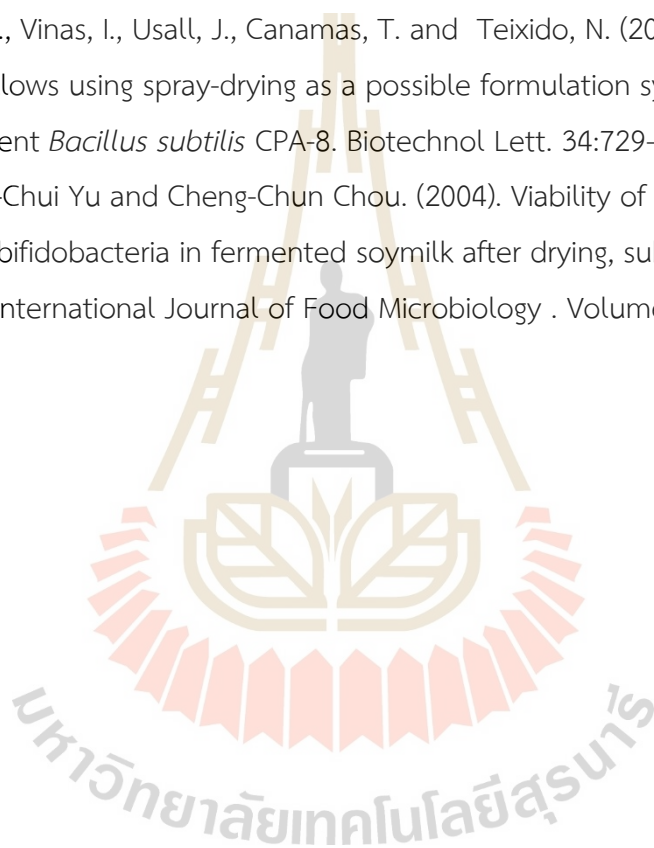 ., Vinas, I., Usall, J., Canamas, T. and Teixido, N. (20
lows using spray-drying as a possible formulation sy
ent Bacillus subtilis CPA-8. Biotechnol Lett. 34:729-
-Chui Yu and Cheng-Chun Chou. (2004). Viability of
bifidobacteria in fermented soymilk after drying, su
nternational Journal of Food Microbiology . Volume
มหาวิทยาลัยเทคโนโลยีสุรนารี